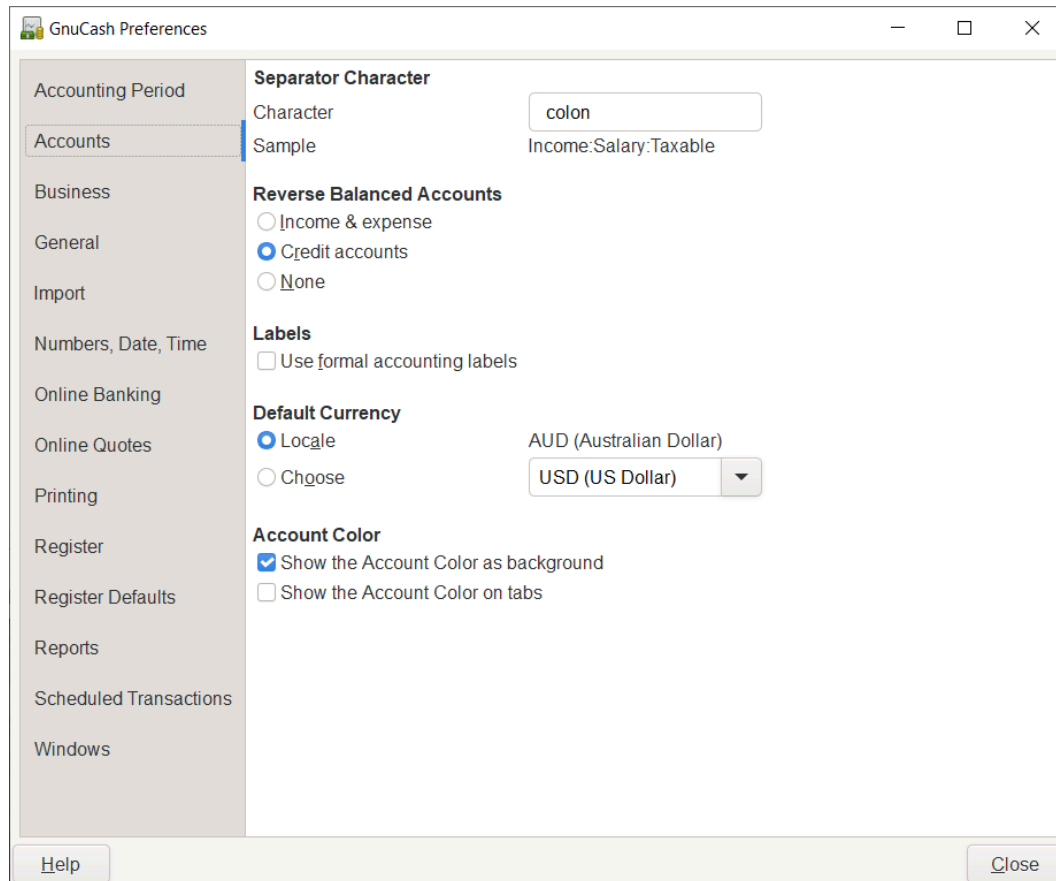 GnuCash Preferences
Accounting Period
Accounts
Business
General
Import
Numbers, Date, Time
Online Banking
Online Quotes
Printing
Register
Register Defaults
Reports
Scheduled Transactions
Windows
Separator Character
Character colon
Sample Income:Salary:Taxable
Reverse Balanced Accounts
Income & expense
Credit accounts
None
Labels
Use formal accounting labels
Default Currency
Locale AUD (Australian Dollar)
Choose USD (US Dollar)
Account Color
Show the Account Color as background
Show the Account Color on tabs
Help Close